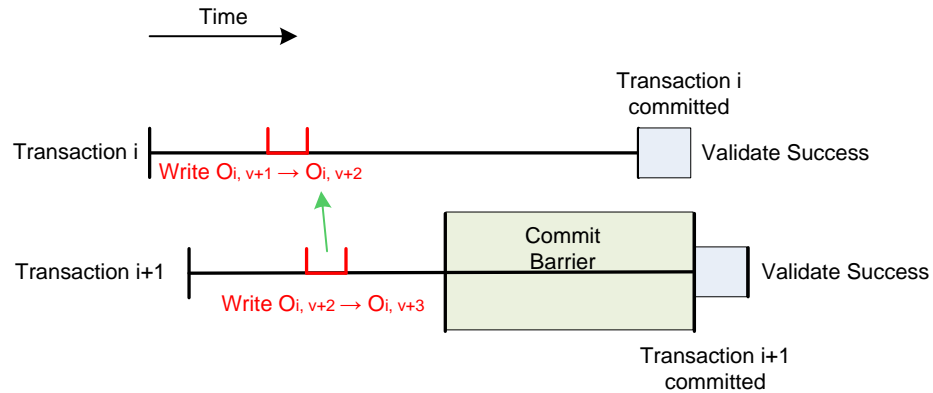 Time
Transaction i
committed
Transaction i
Validate Success
Write Oi, v+1 → Oi, v+2
Commit
Barrier
Transaction i+1
Validate Success
Write Oi, v+2 → Oi, v+3
Transaction i+1
committed